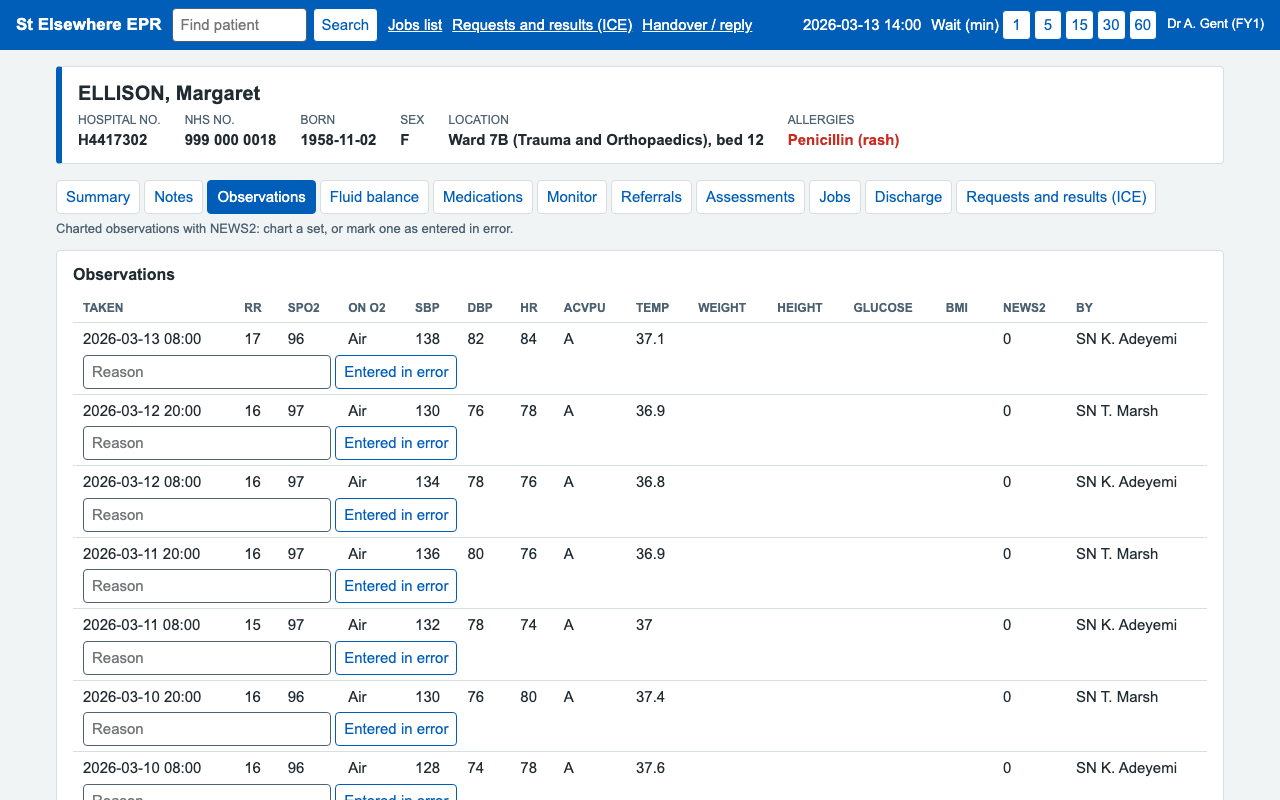 St Elsewhere EPR Find patient Search Jobs list Requests and results (ICE) Handover / reply 2026-03-13 14:00 Wait (min) 1 5 15 30 60 Dr A. Gent (FY1)
ELLISON, Margaret
HOSPITAL NO. NHS NO. BORN SEX LOCATION ALLERGIES
H4417302 999 000 0018 1958-11-02 F Ward 7B (Trauma and Orthopaedics), bed 12 Penicillin (rash)
Summary Notes Observations Fluid balance Medications Monitor Referrals Assessments Jobs Discharge Requests and results (ICE)
Charted observations with NEWS2: chart a set, or mark one as entered in error.
Observations
TAKEN RR SPO2 ON O2 SBP DBP HR ACVPU TEMP WEIGHT HEIGHT GLUCOSE BMI NEWS2 BY
2026-03-13 08:00 17 96 Air 138 82 84 A 37.1 0 SN K. Adeyemi
Reason Entered in error
2026-03-12 20:00 16 97 Air 130 76 78 A 36.9 0 SN T. Marsh
Reason Entered in error
2026-03-12 08:00 16 97 Air 134 78 76 A 36.8 0 SN K. Adeyemi
Reason Entered in error
2026-03-11 20:00 16 97 Air 136 80 76 A 36.9 0 SN T. Marsh
Reason Entered in error
2026-03-11 08:00 15 97 Air 132 78 74 A 37 0 SN K. Adeyemi
Reason Entered in error
2026-03-10 20:00 16 96 Air 130 76 80 A 37.4 0 SN T. Marsh
Reason Entered in error
2026-03-10 08:00 16 96 Air 128 74 78 A 37.6 0 SN K. Adeyemi
Reason Entered in error